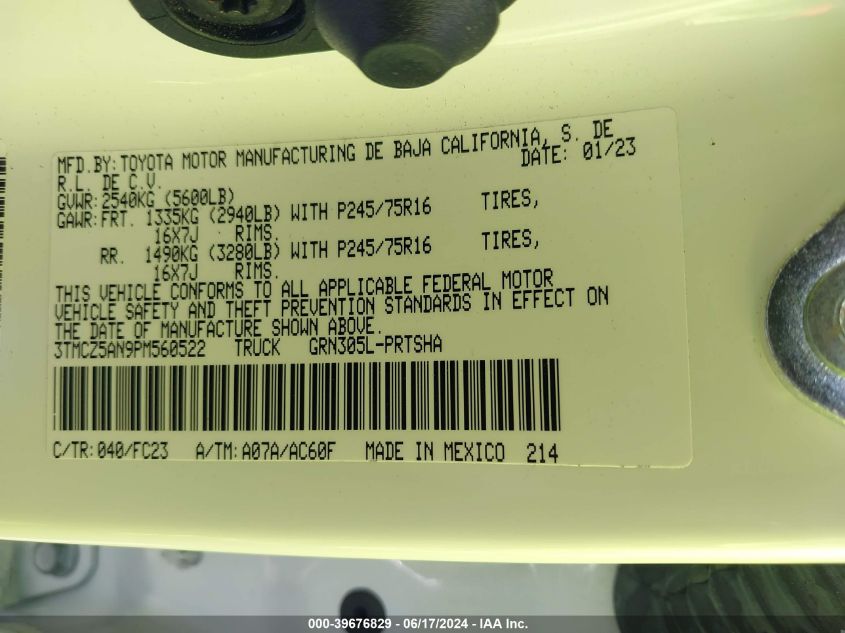 MFD.BY: TOYOTA MOTOR MANUFACTURING DE BAJA CALIFORNIA, S. DE
R.L. DE C.V. DATE: 01/23
GVWR: 2540KG (5600LB)
GAWR: FRT. 1335KG (2940LB) WITH P245/75R16 TIRES,
16X7J RIMS.
RR. 1490KG (3280LB) WITH P245/75R16 TIRES,
16X7J RIMS.
THIS VEHICLE CONFORMS TO ALL APPLICABLE FEDERAL MOTOR
VEHICLE SAFETY AND THEFT PREVENTION STANDARDS IN EFFECT ON
THE DATE OF MANUFACTURE SHOWN ABOVE.
3TMCZ5AN9PM560522 TRUCK GRN305L-PRTSHA
C/TR: 040/FC23 A/TM: A07A/AC60F MADE IN MEXICO 214
000-39676829 - 06/17/2024 - IAA Inc.